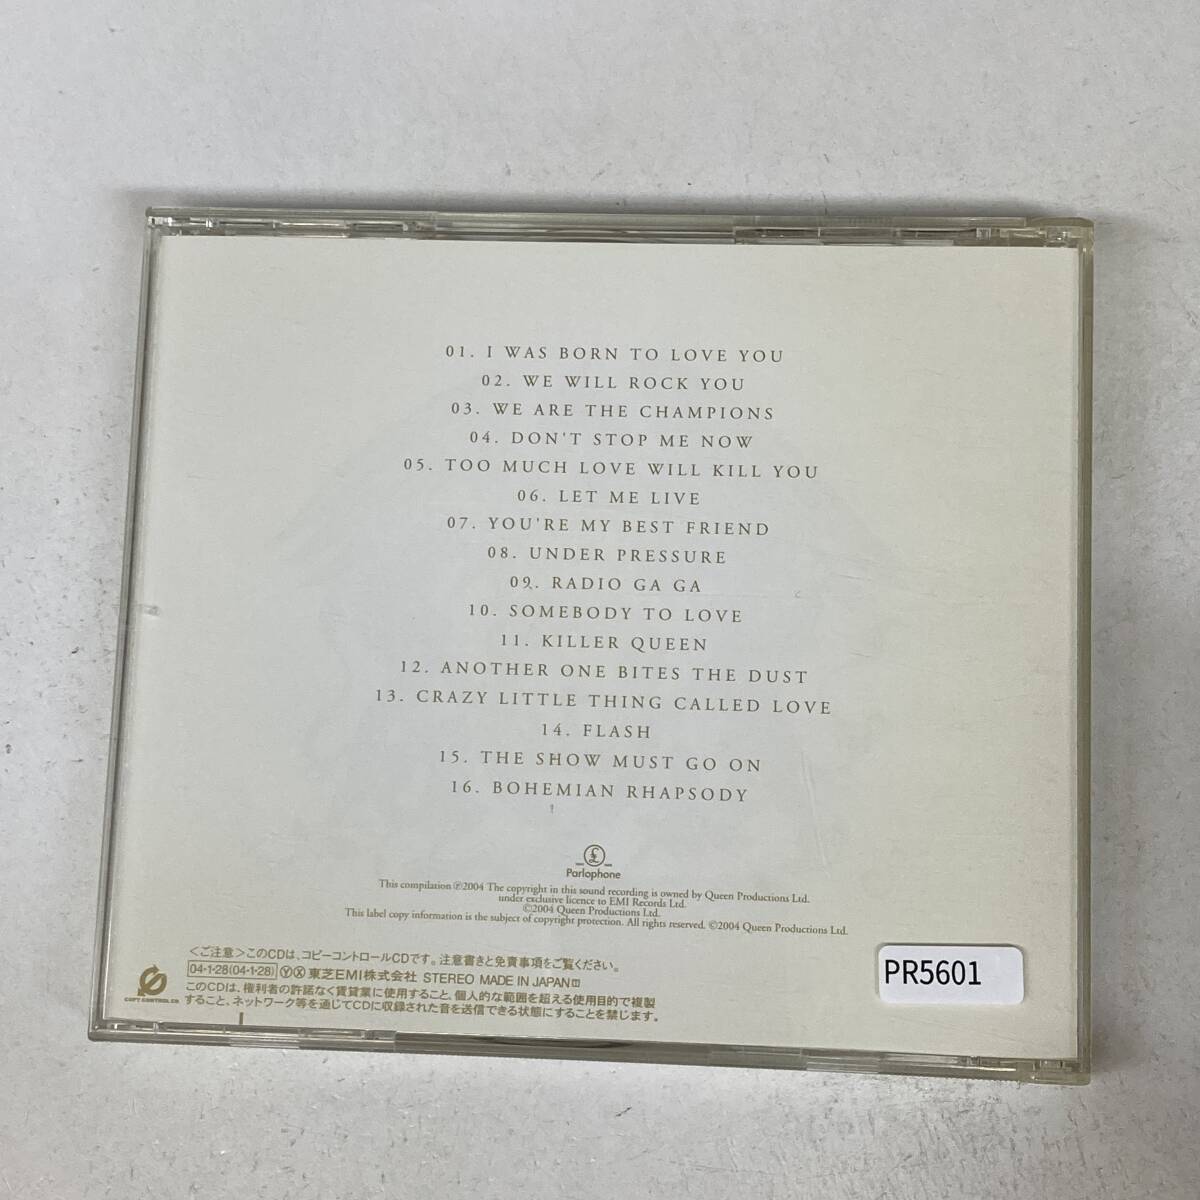 01. I WAS BORN TO LOVE YOU
02. WE WILL ROCK YOU
03. WE ARE THE CHAMPIONS
04. DON'T STOP ME NOW
05. TOO MUCH LOVE WILL KILL YOU
06. LET ME LIVE
07. YOU'RE MY BEST FRIEND
08. UNDER PRESSURE
09. RADIO GA GA
10. SOMEBODY TO LOVE
11. KILLER QUEEN
12. ANOTHER ONE BITES THE DUST
13. CRAZY LITTLE THING CALLED LOVE
14. FLASH
15. THE SHOW MUST GO ON
16. BOHEMIAN RHAPSODY
£
Parlophone
This compilation ℗2004 The copyright in this sound recording is owned by Queen Productions Ltd.
under exclusive licence to EMI Records Ltd.
©2004 Queen Productions Ltd.
This label copy information is the subject of copyright protection. All rights reserved. ©2004 Queen Productions Ltd.
<ご注意>このCDは、コピーコントロールCDです。注意書きと免責事項をご覧ください。
04-1-28(04-1-28) Ⓨ Ⓧ 東芝EMI株式会社 STEREO MADE IN JAPAN
このCDは、権利者の許諾なく賃貸業に使用すること、個人的な範囲を超える使用目的で複製
すること、ネットワーク等を通じてCDに収録された音を送信できる状態にすることを禁じます。
COPY CONTROL CD
PR5601